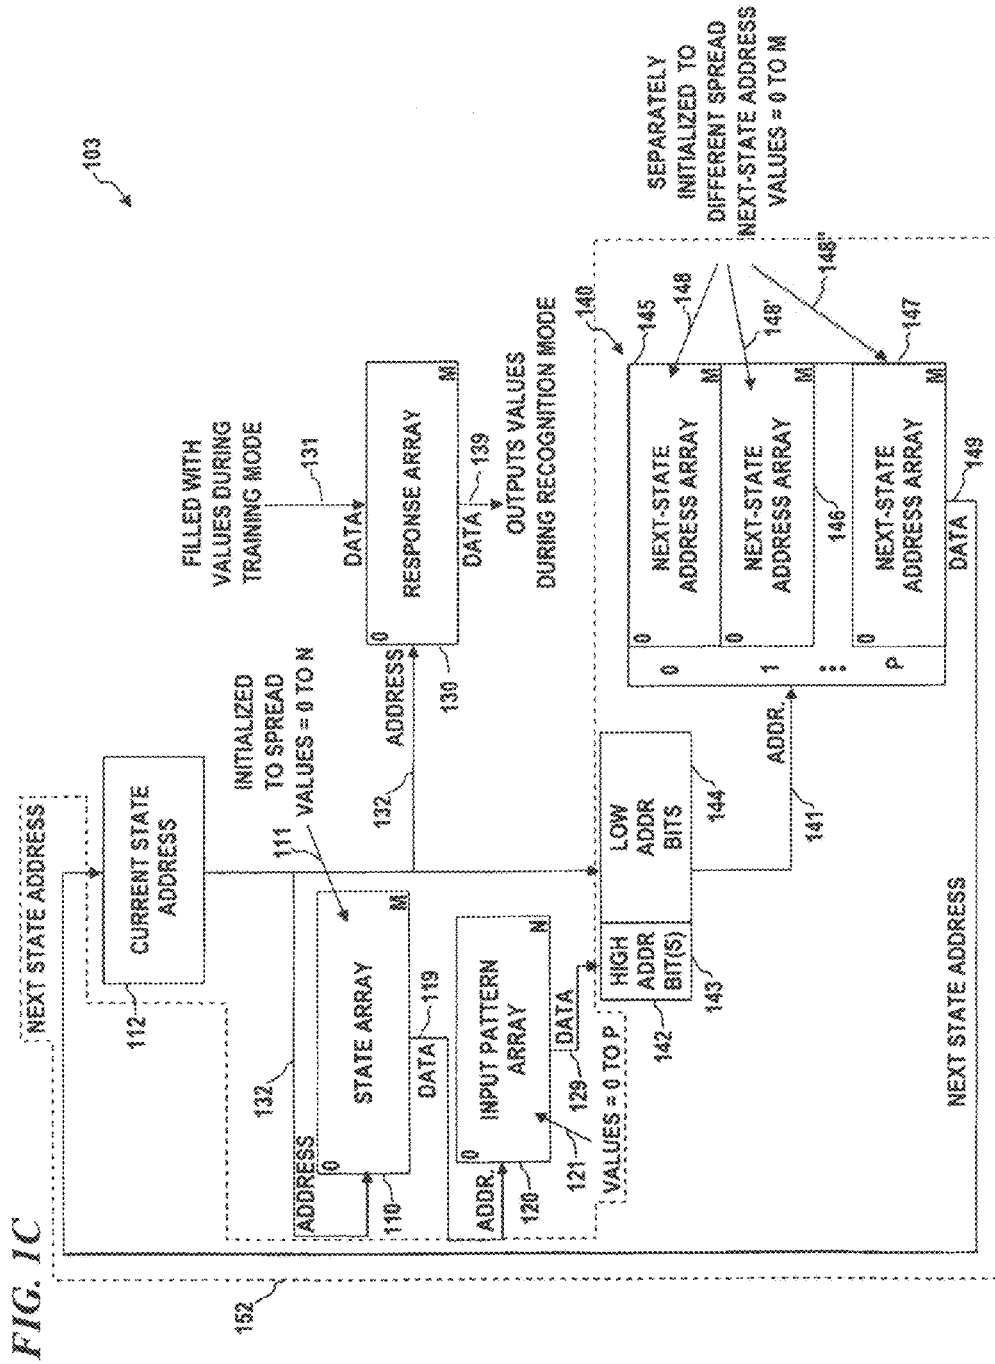 FIG. 1C
103
152
NEXT STATE ADDRESS
CURRENT STATE
ADDRESS
112
132
INITIALIZED
TO SPREAD
VALUES = 0 TO N
111
ADDRESS
0
STATE ARRAY
M
110
DATA
119
ADDR.
0
INPUT PATTERN
ARRAY
N
120
121
VALUES = 0 TO P
DATA
129
132
ADDRESS
FILLED WITH
VALUES DURING
TRAINING MODE
131
DATA
0
RESPONSE ARRAY
M
130
DATA
139
OUTPUTS VALUES
DURING RECOGNITION MODE
HIGH
ADDR
BIT(S)
LOW
ADDR
BITS
142
143
144
141
ADDR.
140
145
0
0
NEXT-STATE
ADDRESS ARRAY
M
1
0
NEXT-STATE
ADDRESS ARRAY
M
146
P
0
NEXT-STATE
ADDRESS ARRAY
M
147
148
148'
148"
SEPARATELY
INITIALIZED TO
DIFFERENT SPREAD
NEXT-STATE ADDRESS
VALUES = 0 TO M
DATA
149
NEXT STATE ADDRESS